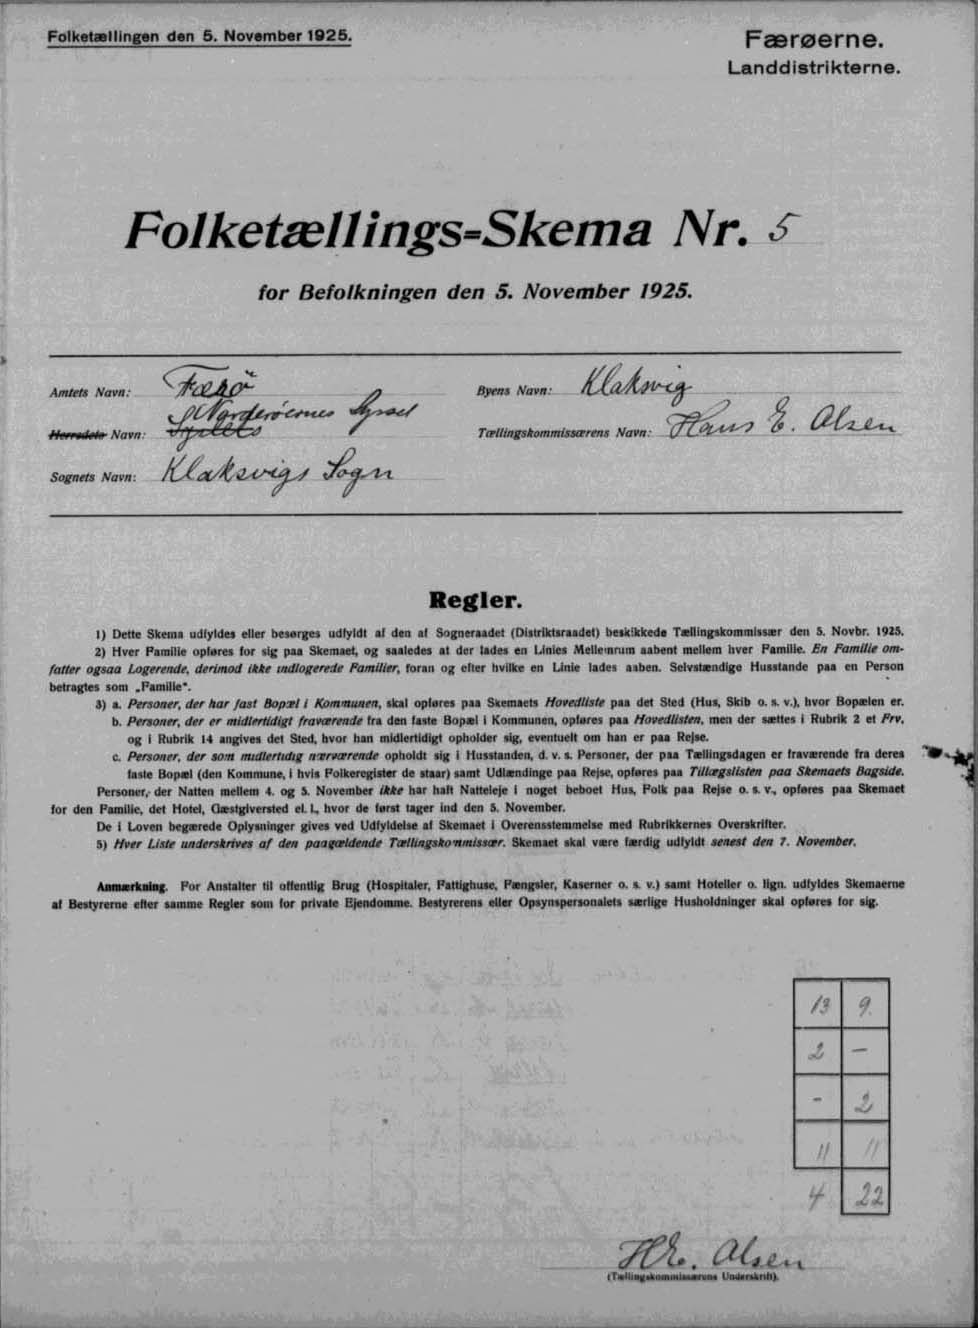 Folketællingen den 5. November 1925.
Færøerne.
Landdistrikterne.
Folketællings=Skema Nr. 5
for Befolkningen den 5. November 1925.
Amtets Navn: Færø
Byens Navn: Klaksvig
Herredets Navn: Norderöernes Syssel
Syslets
Tællingskommissærens Navn: Hans E. Olsen
Sognets Navn: Klaksvigs Sogn
Regler.
1) Dette Skema udfyldes eller besørges udfyldt af den af Sogneraadet (Distriktsraadet) beskikkede Tællingskommissær den 5. Novbr. 1925.
2) Hver Familie opføres for sig paa Skemaet, og saaledes at der lades en Linies Mellemrum aabent mellem hver Familie. En Familie om-
fatter ogsaa Logerende, derimod ikke indlogerede Familier, foran og efter hvilke en Linie lades aaben. Selvstændige Husstande paa en Person
betragtes som „Familie“.
3) a. Personer, der har fast Bopæl i Kommunen, skal opføres paa Skemaets Hovedliste paa det Sted (Hus, Skib o. s. v.), hvor Bopælen er.
b. Personer, der er midlertidigt fraværende fra den faste Bopæl i Kommunen, opføres paa Hovedlisten, men der sættes i Rubrik 2 et Frv,
og i Rubrik 14 angives det Sted, hvor han midlertidigt opholder sig, eventuelt om han er paa Rejse.
c. Personer, der som midlertidig nærværende opholdt sig i Husstanden, d. v. s. Personer, der paa Tællingsdagen er fraværende fra deres
faste Bopæl (den Kommune, i hvis Folkeregister de staar) samt Udlændinge paa Rejse, opføres paa Tillægslisten paa Skemaets Bagside.
Personer, der Natten mellem 4. og 5. November ikke har haft Natteleje i noget beboet Hus, Folk paa Rejse o. s. v., opføres paa Skemaet
for den Familie, det Hotel, Gæstgiversted el. l., hvor de først tager ind den 5. November.
De i Loven begærede Oplysninger gives ved Udfyldelse af Skemaet i Overensstemmelse med Rubrikkernes Overskrifter.
5) Hver Liste underskrives af den paagældende Tællingskommissær. Skemaet skal være færdig udfyldt senest den 7. November.
Anmærkning. For Anstalter til offentlig Brug (Hospitaler, Fattighuse, Fængsler, Kaserner o. s. v.) samt Hoteller o. lign. udfyldes Skemaerne
af Bestyrerne efter samme Regler som for private Ejendomme. Bestyrerens eller Opsynspersonalets særlige Husholdninger skal opføres for sig.
13 9.
2 -
- 2
11 11
4 22
H.E. Olsen
(Tællingskommissærens Underskrift).